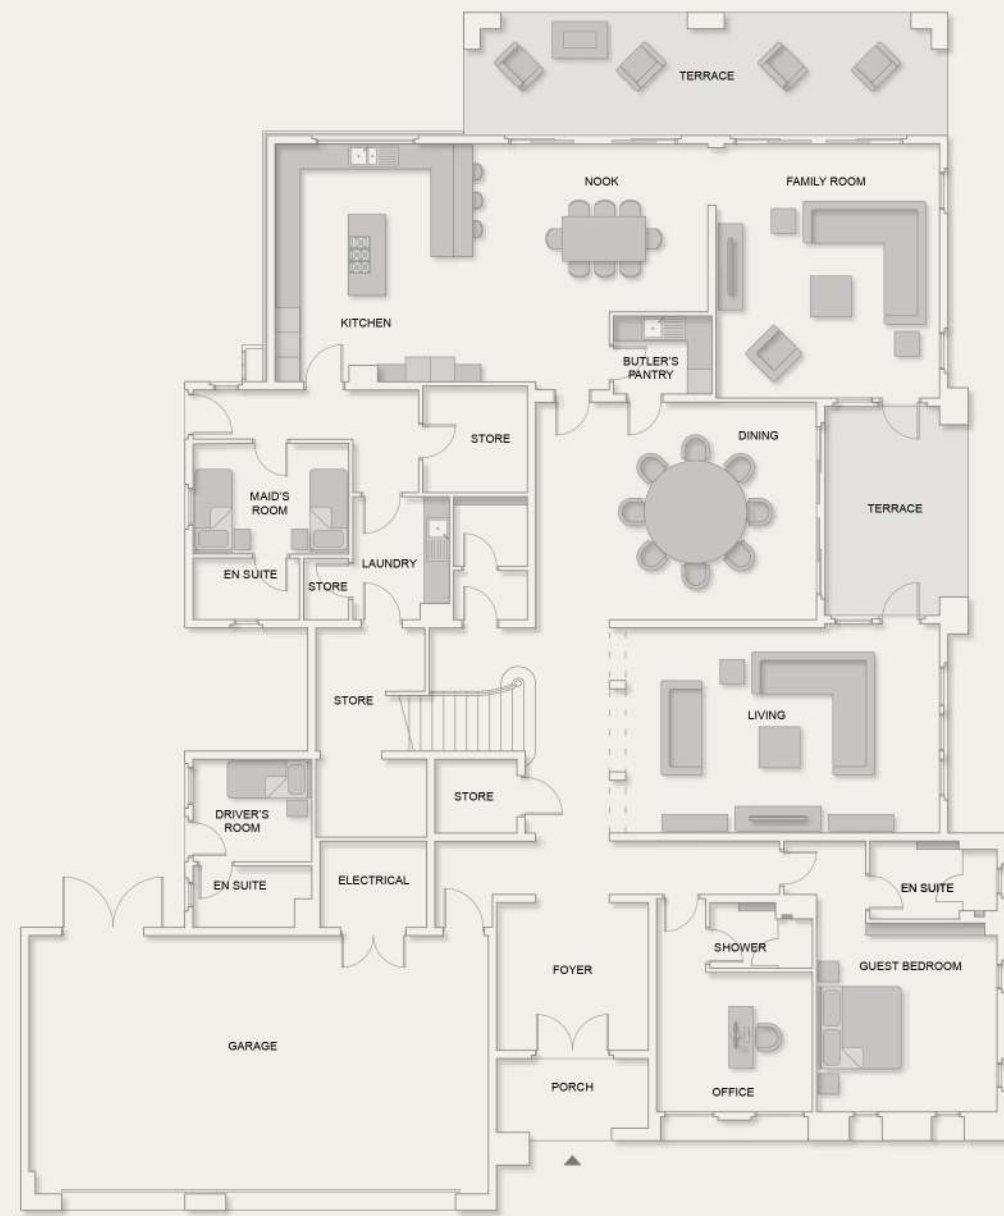 TERRACE
NOOK
FAMILY ROOM
KITCHEN
BUTLER'S
PANTRY
STORE
DINING
MAID'S
ROOM
TERRACE
EN SUITE
STORE
LAUNDRY
STORE
LIVING
STORE
DRIVER'S
ROOM
EN SUITE
ELECTRICAL
EN SUITE
SHOWER
FOYER
GUEST BEDROOM
GARAGE
PORCH
OFFICE